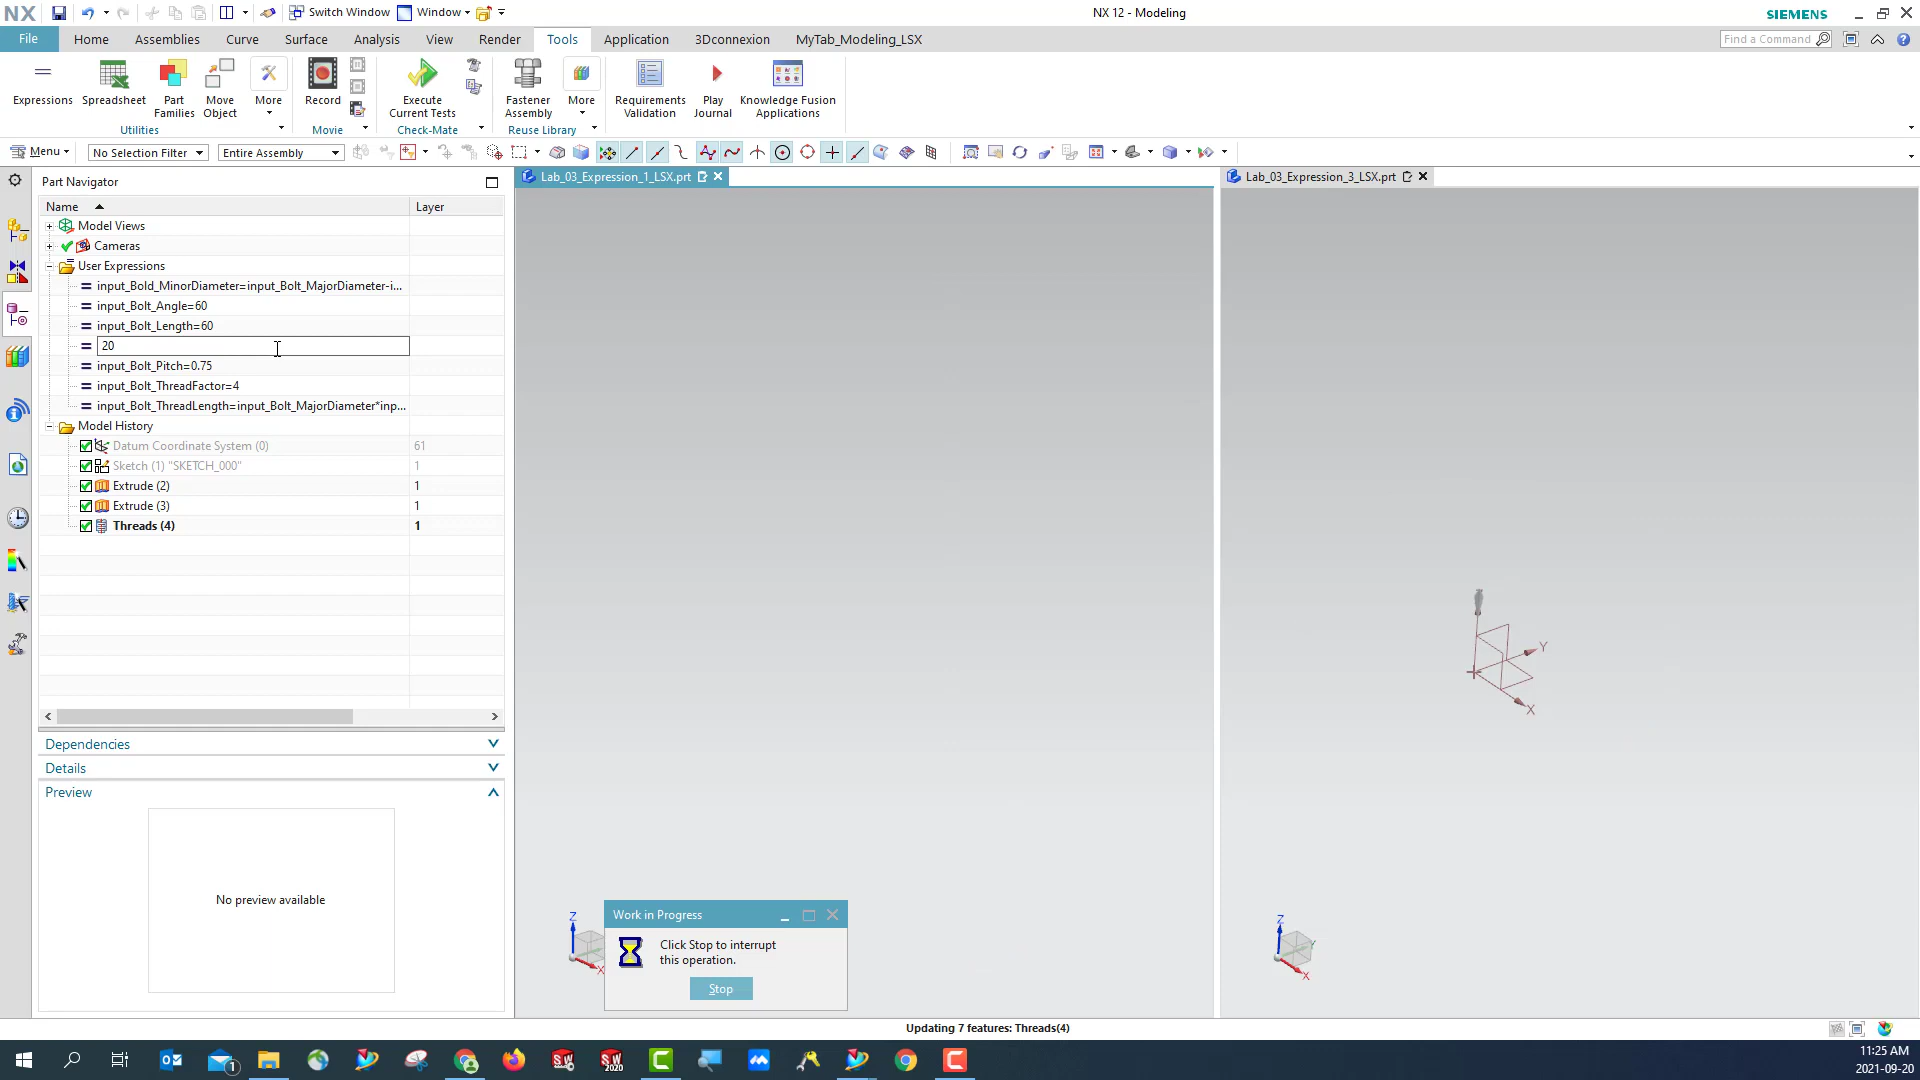 NX
Switch Window
Window
NX 12 - Modeling
SIEMENS
File
Home
Assemblies
Curve
Surface
Analysis
View
Render
Tools
Application
3Dconnexion
MyTab_Modeling_LSX
Find a Command
Expressions
Spreadsheet
Part Families
Move Object
More
Record
Execute Current Tests
Fastener Assembly
More
Requirements Validation
Play Journal
Knowledge Fusion Applications
Utilities
Movie
Check-Mate
Reuse Library
Menu
No Selection Filter
Entire Assembly
Part Navigator
Lab_03_Expression_1_LSX.prt
Lab_03_Expression_3_LSX.prt
Name
Layer
Model Views
Cameras
User Expressions
input_Bold_MinorDiameter=input_Bolt_MajorDiameter-i...
input_Bolt_Angle=60
input_Bolt_Length=60
20
input_Bolt_Pitch=0.75
input_Bolt_ThreadFactor=4
input_Bolt_ThreadLength=input_Bolt_MajorDiameter*inp...
Model History
Datum Coordinate System (0) 61
Sketch (1) "SKETCH_000" 1
Extrude (2) 1
Extrude (3) 1
Threads (4) 1
Y
X
Dependencies
Details
Preview
No preview available
Z
X
Work in Progress
Click Stop to interrupt
this operation.
Stop
Z
X
Updating 7 features: Threads(4)
1
SW
SW
2020
11:25 AM
2021-09-20